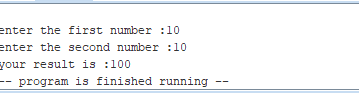 enter the first number :10
enter the second number :10
your result is :100
-- program is finished running --